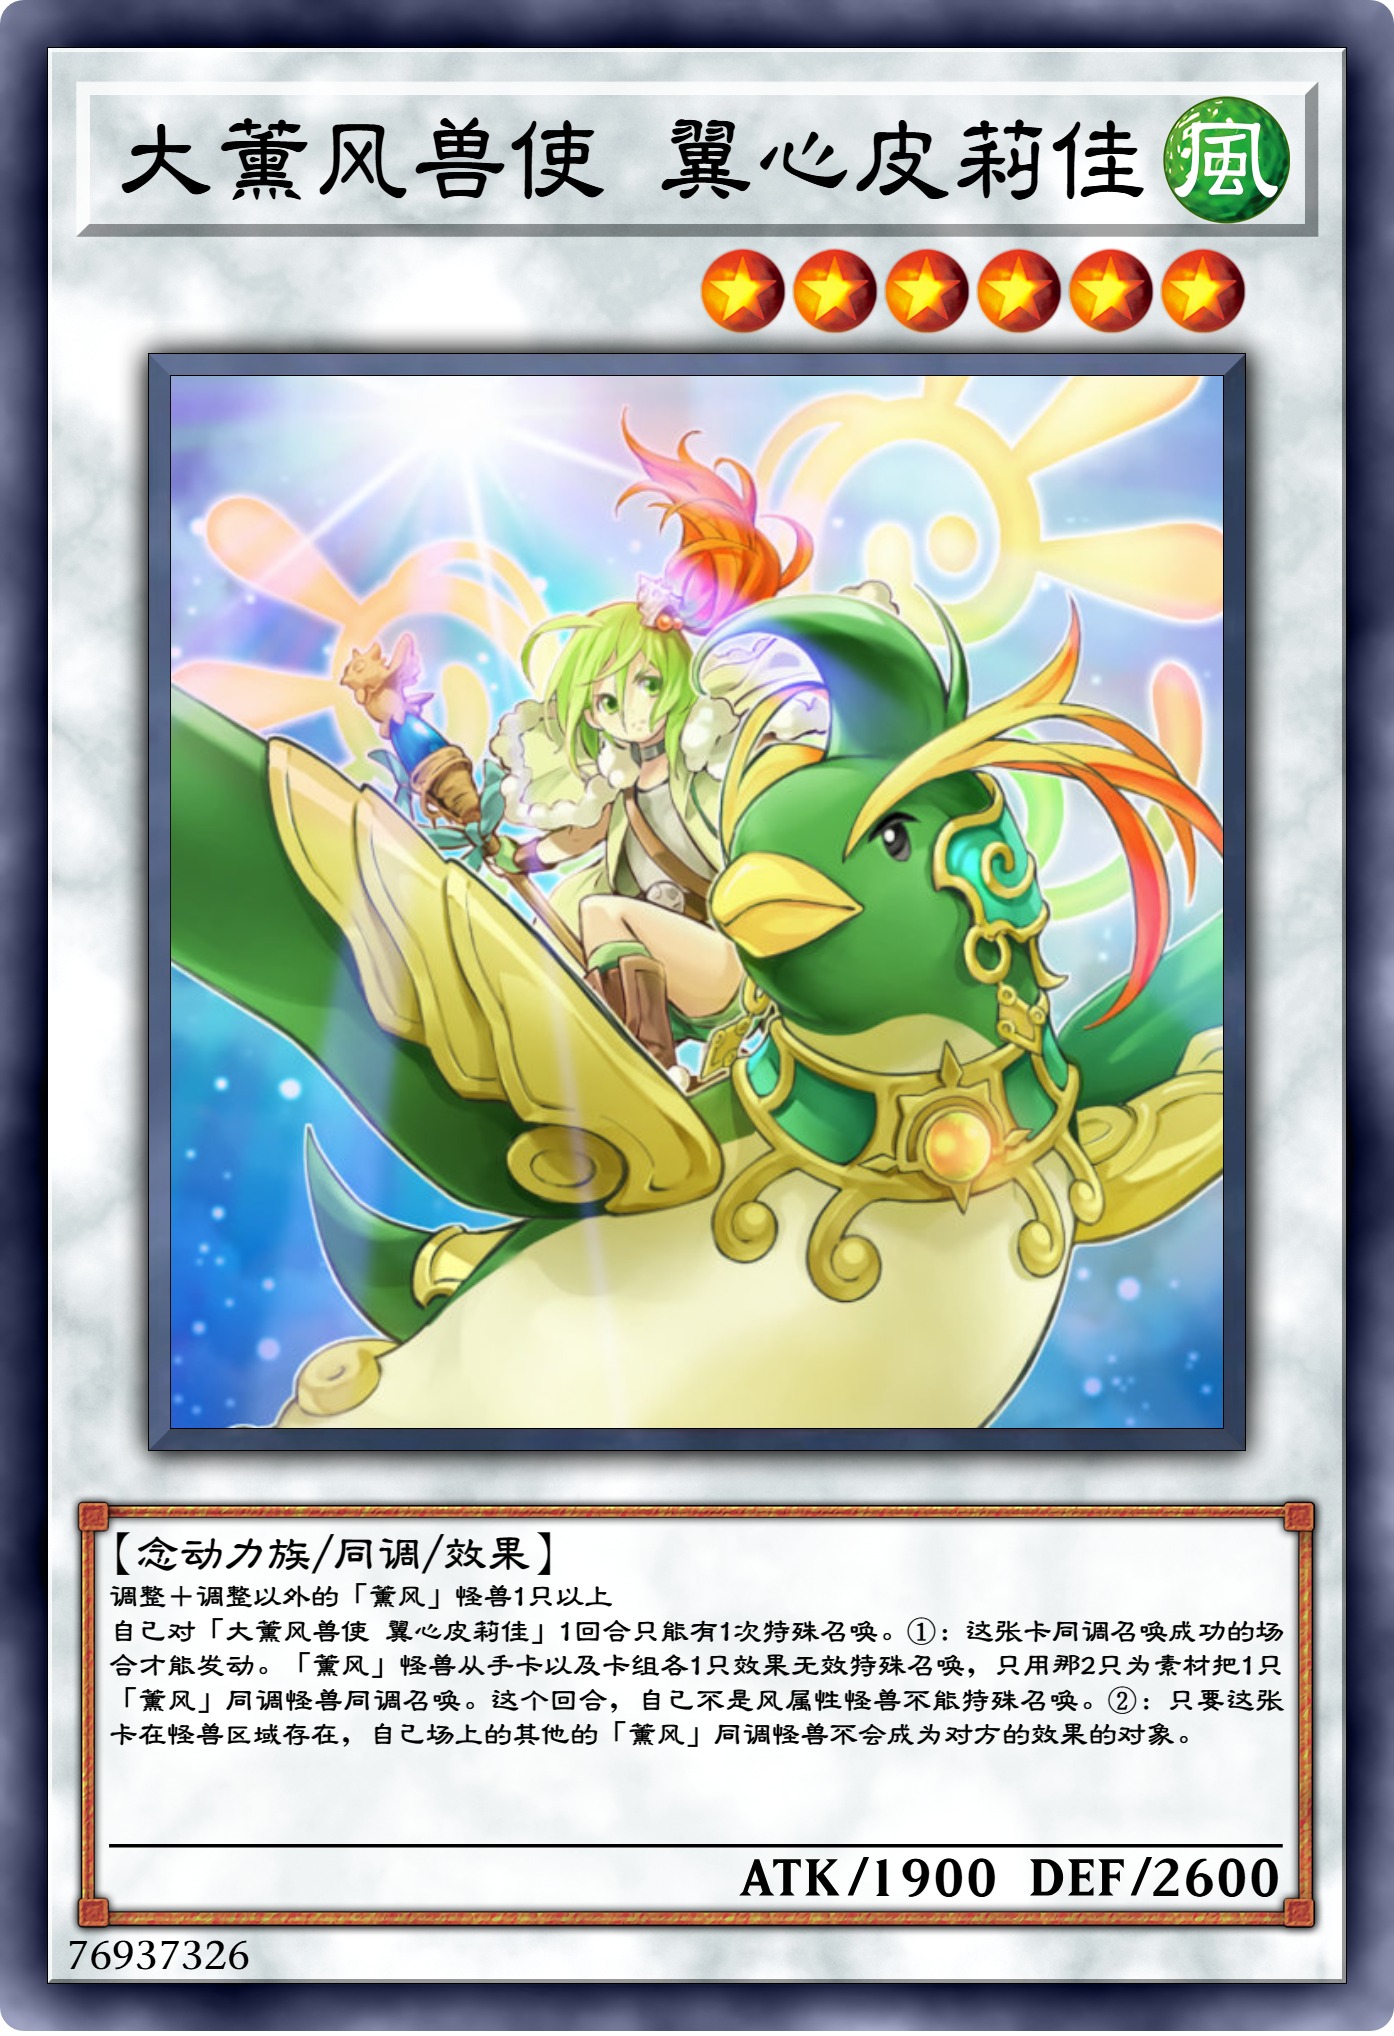 大薰风兽使 翼心皮莉佳
風
【念动力族/同调/效果】
调整＋调整以外的「薰风」怪兽1只以上
自己对「大薰风兽使 翼心皮莉佳」1回合只能有1次特殊召唤。①：这张卡同调召唤成功的场
合才能发动。「薰风」怪兽从手卡以及卡组各1只效果无效特殊召唤，只用那2只为素材把1只
「薰风」同调怪兽同调召唤。这个回合，自己不是风属性怪兽不能特殊召唤。②：只要这张
卡在怪兽区域存在，自己场上的其他的「薰风」同调怪兽不会成为对方的效果的对象。
ATK/1900 DEF/2600
76937326